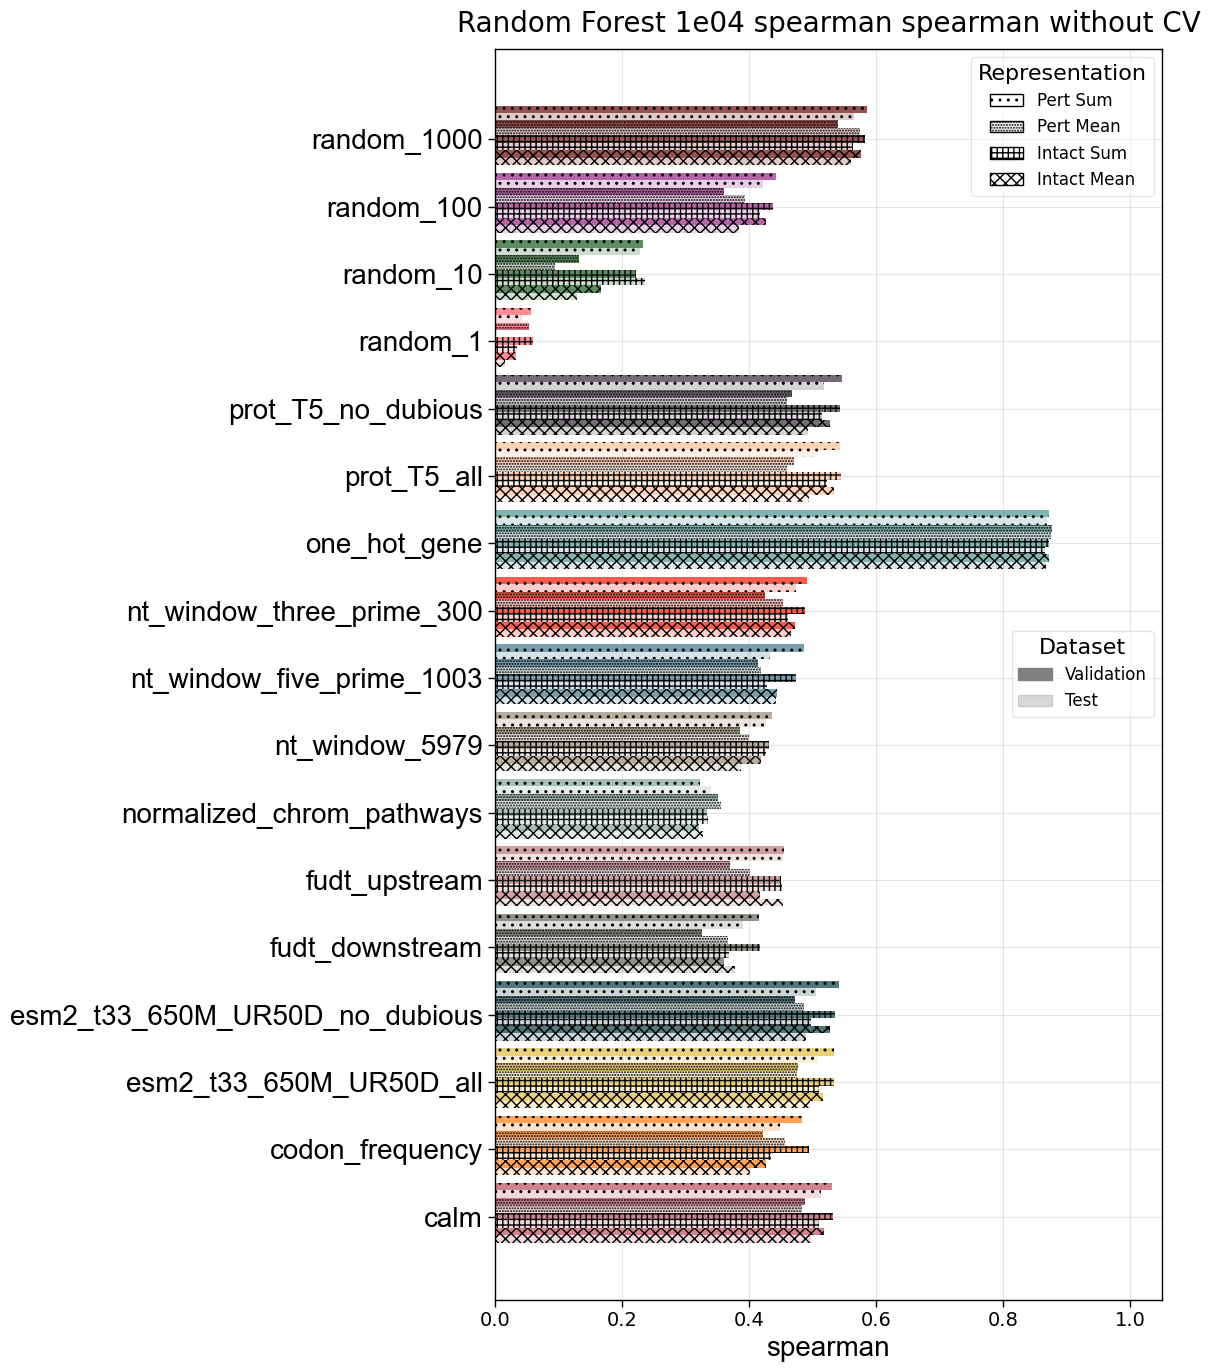 Random Forest 1e04 spearman spearman without CV
Representation
Pert Sum
Pert Mean
Intact Sum
Intact Mean
random_1000
random_100
random_10
random_1
prot_T5_no_dubious
prot_T5_all
one_hot_gene
nt_window_three_prime_300
nt_window_five_prime_1003
nt_window_5979
normalized_chrom_pathways
fudt_upstream
fudt_downstream
esm2_t33_650M_UR50D_no_dubious
esm2_t33_650M_UR50D_all
codon_frequency
calm
Dataset
Validation
Test
0.0 0.2 0.4 0.6 0.8 1.0
spearman